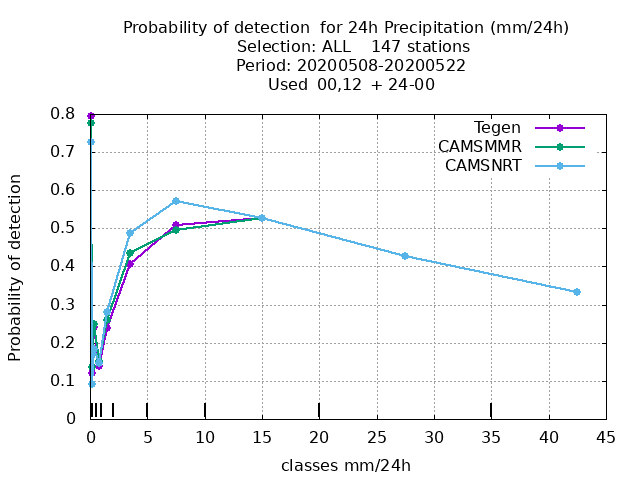 Probability of detection  for 24h Precipitation (mm/24h)
Selection: ALL    147 stations
Period: 20200508-20200522
Used  00,12  + 24-00
Tegen
CAMSMMR
CAMSNRT
Probability of detection
0.8
0.7
0.6
0.5
0.4
0.3
0.2
0.1
0
0 5 10 15 20 25 30 35 40 45
classes mm/24h